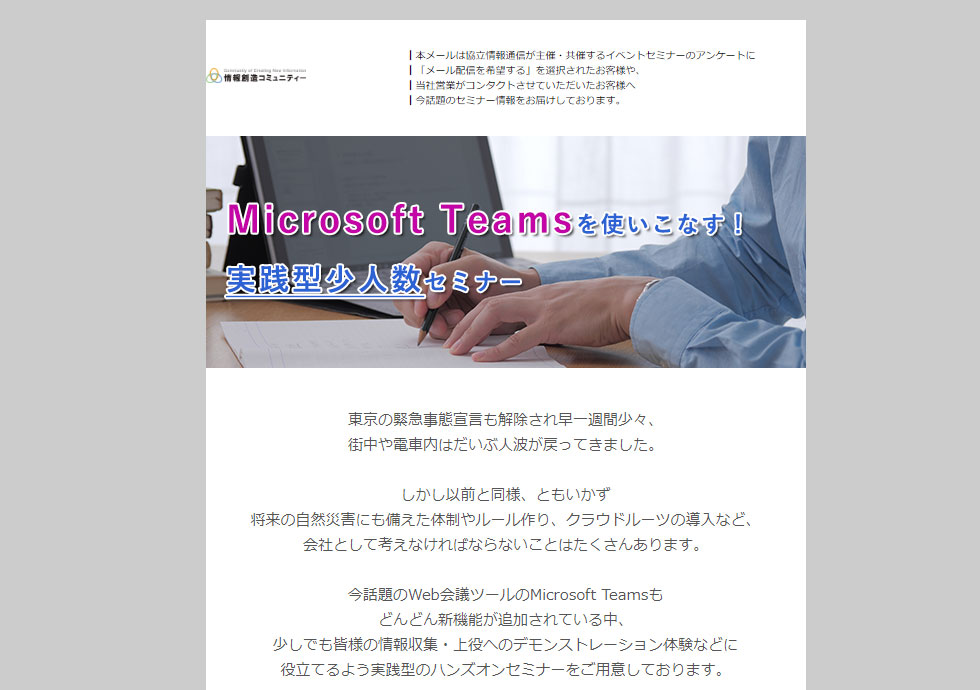 Community of Creating New Information
情報創造コミュニティー
本メールは協立情報通信が主催・共催するイベントセミナーのアンケートに
「メール配信を希望する」を選択されたお客様や、
当社営業がコンタクトさせていただいたお客様へ
今話題のセミナー情報をお届けしております。
Microsoft Teamsを使いこなす！
実践型少人数セミナー
東京の緊急事態宣言も解除され早一週間少々、
街中や電車内はだいぶ人波が戻ってきました。
しかし以前と同様、ともいかず
将来の自然災害にも備えた体制やルール作り、クラウドルーツの導入など、
会社として考えなければならないことはたくさんあります。
今話題のWeb会議ツールのMicrosoft Teamsも
どんどん新機能が追加されている中、
少しでも皆様の情報収集・上役へのデモンストレーション体験などに
役立てるよう実践型のハンズオンセミナーをご用意しております。